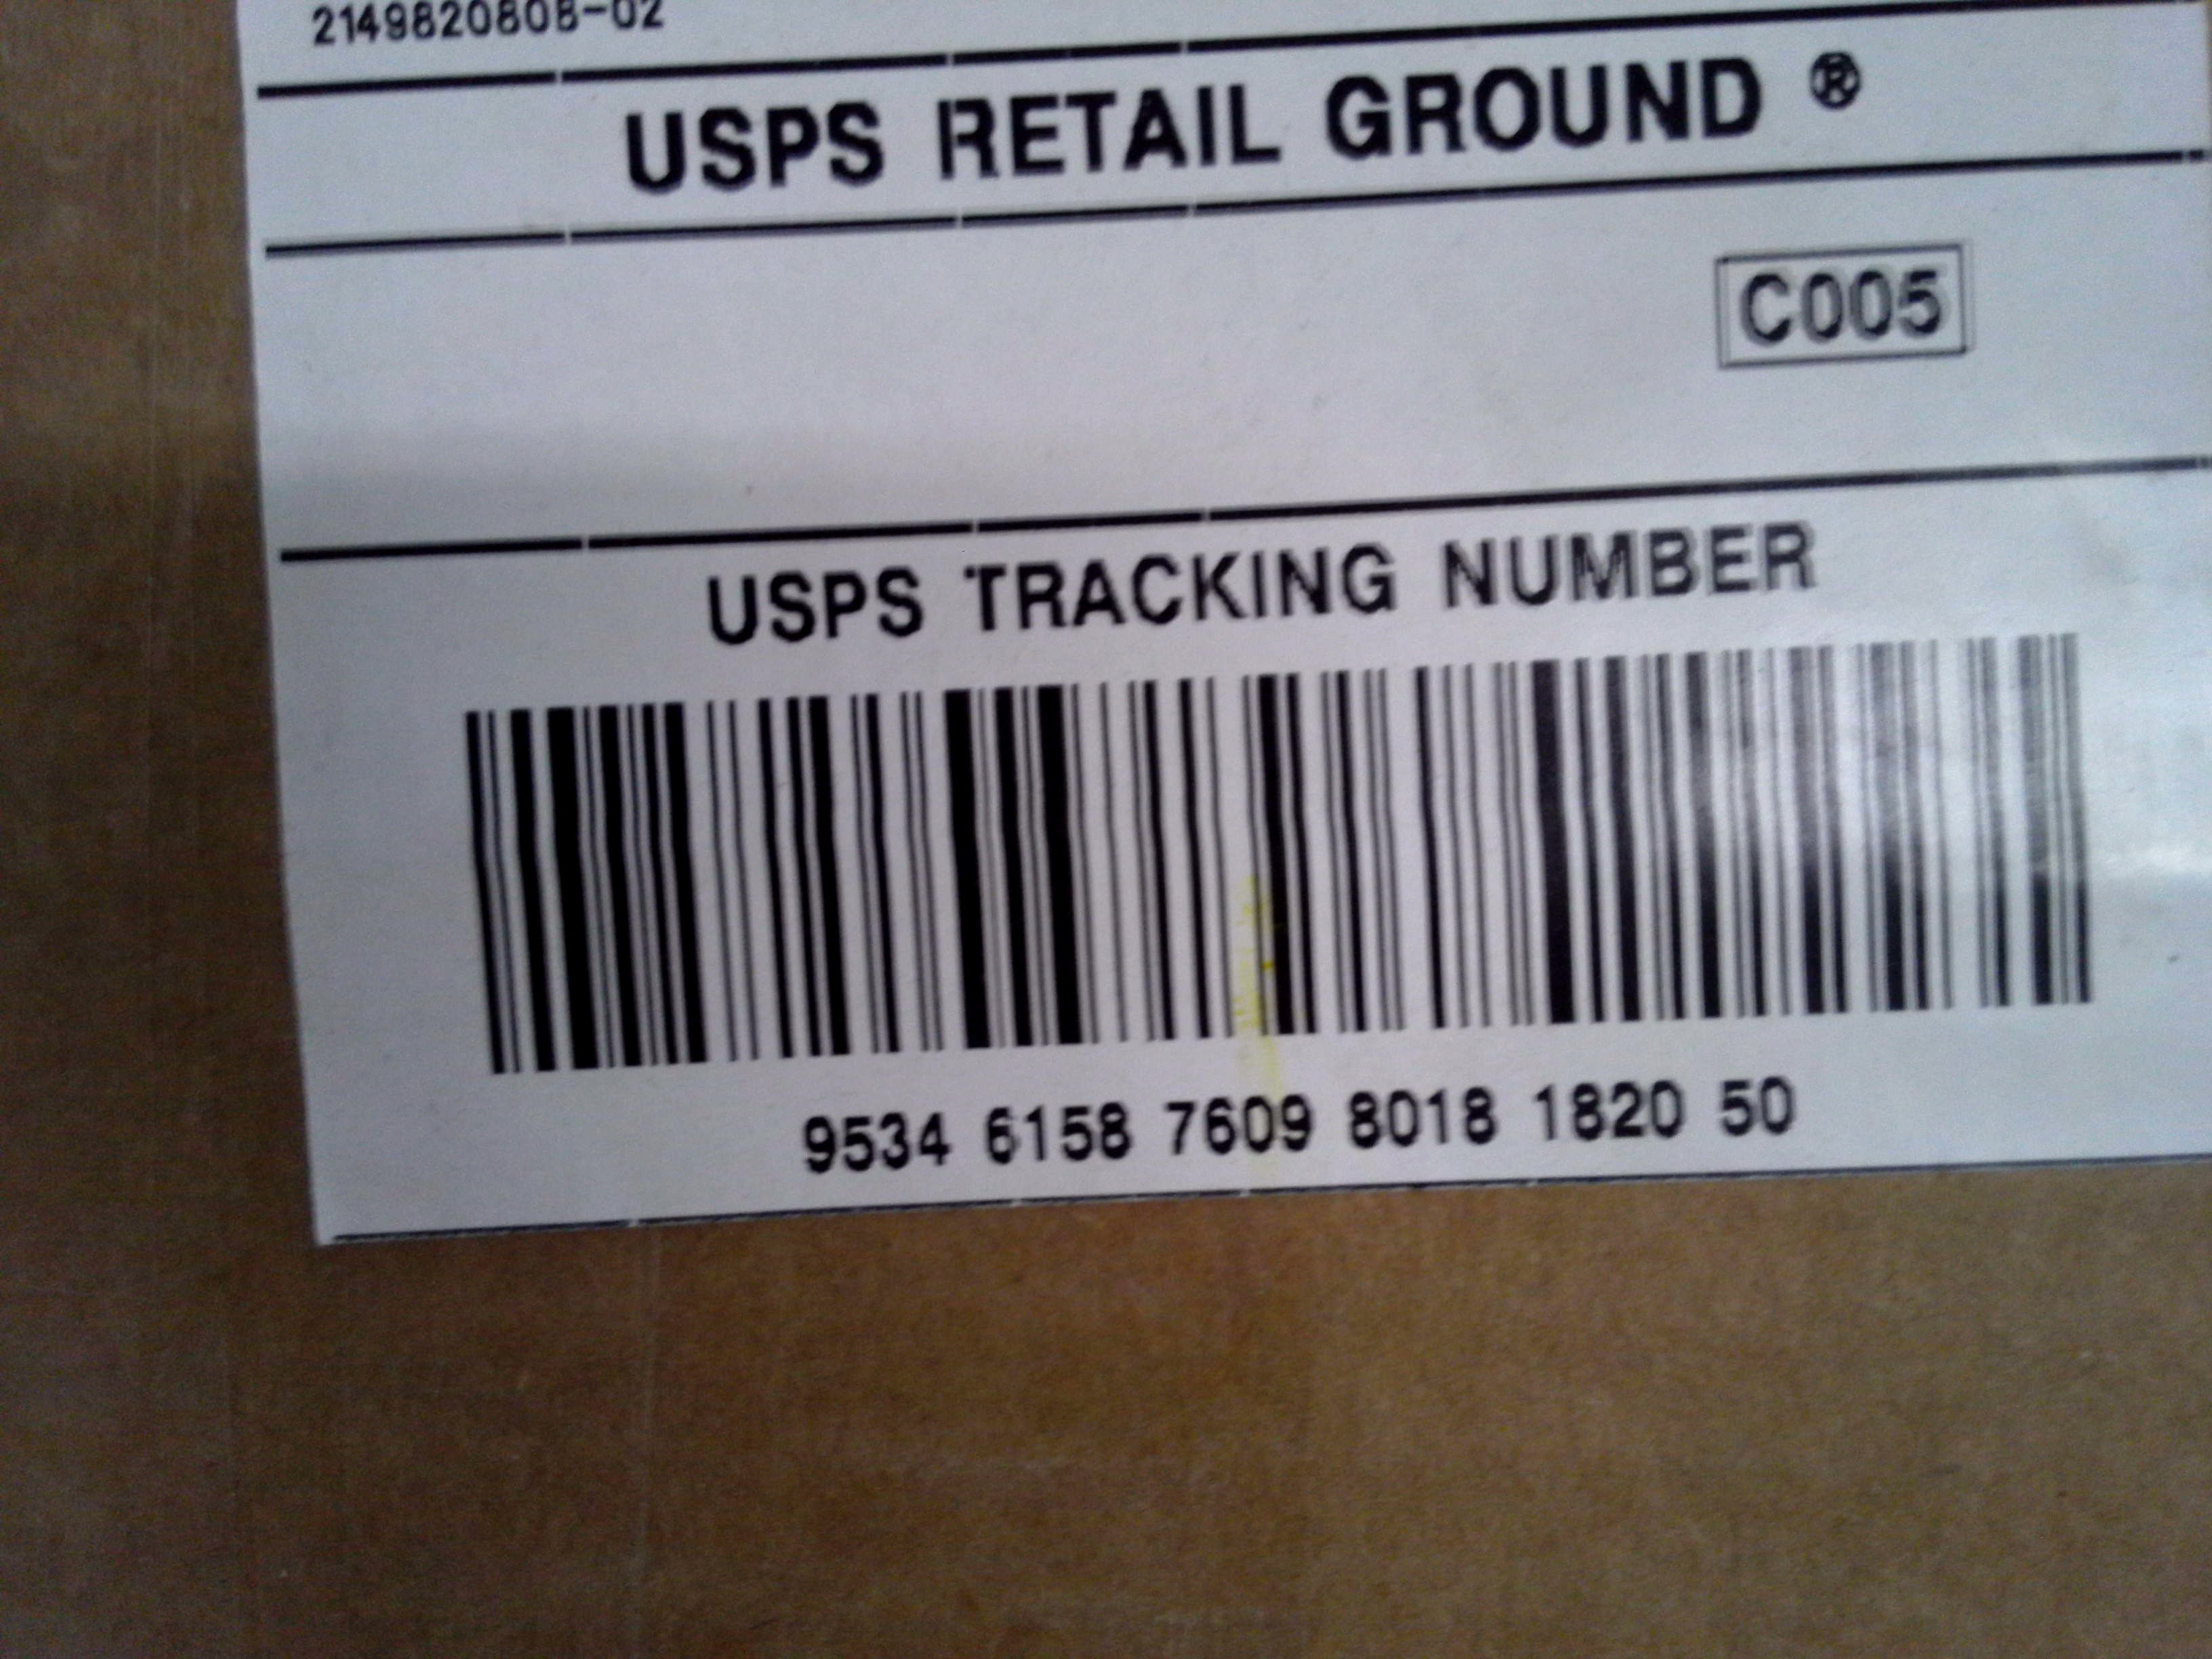 2149820808-02
USPS RETAIL GROUND ®
C005
USPS TRACKING NUMBER
9534 6158 7609 8018 1820 50